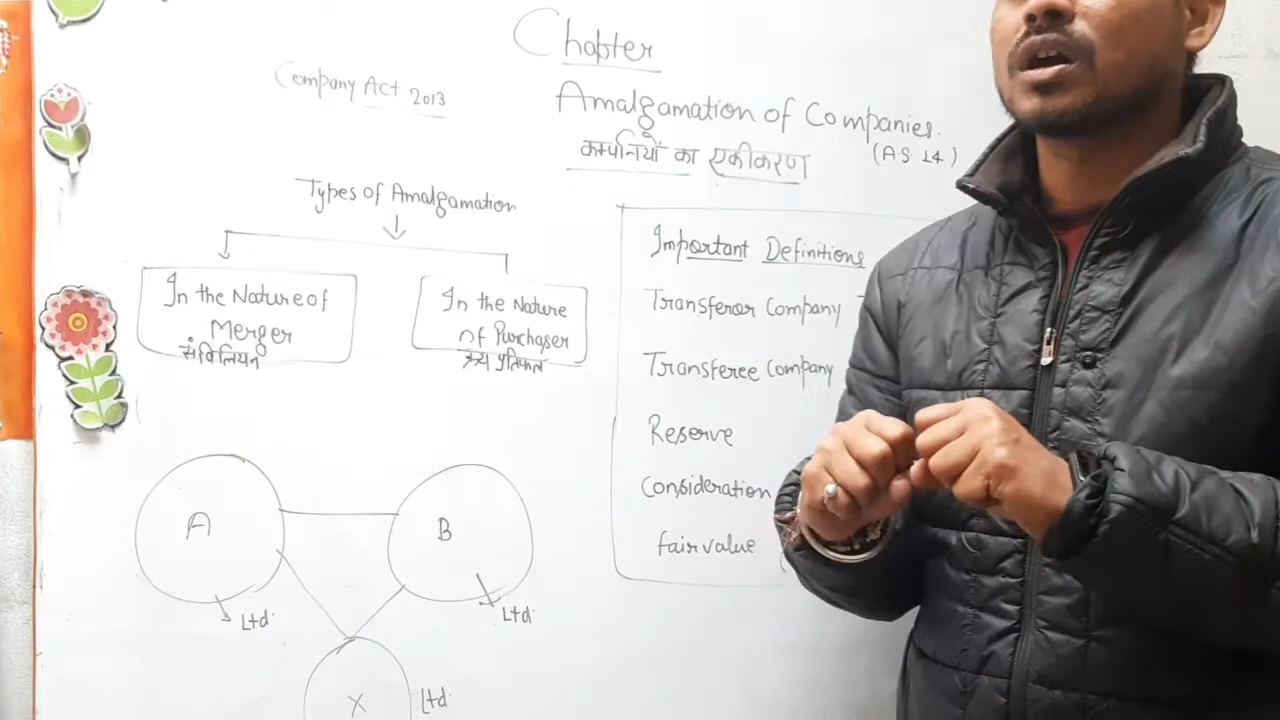 Chapter
Company Act 2013
Amalgamation of Companies.
कम्पनियों का एकीकरण
(A.S. 14)
Types of Amalgamation
In the Nature of
Merger
संविलियन
In the Nature
of Purchaser
क्रय प्रतिफल
Important Definitions
Transferor Company
Transferee Company
Reserve
Consideration
fair value
A
Ltd.
B
Ltd.
X
Ltd.